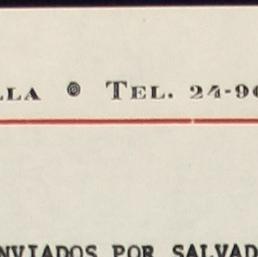 LLA TEL. 24-9
NVIADOS POR SALVAD